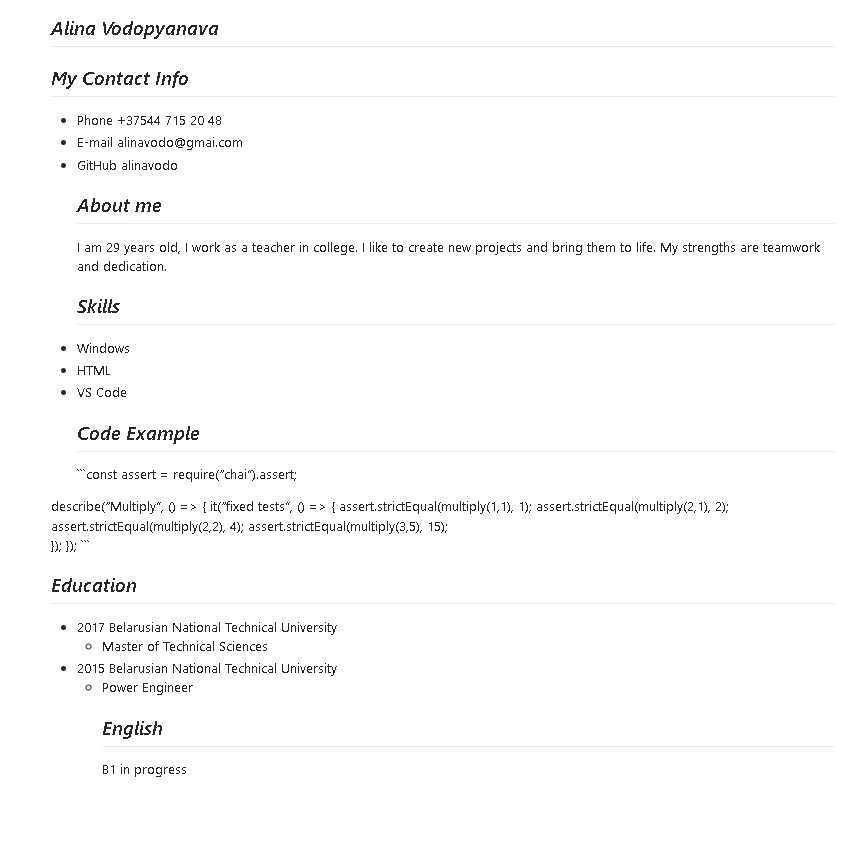 Alina Vodopyanava
My Contact Info
Phone +37544 715 20 48
E-mail alinavodo@gmai.com
GitHub alinavodo
About me
I am 29 years old, I work as a teacher in college. I like to create new projects and bring them to life. My strengths are teamwork
and dedication.
Skills
Windows
HTML
VS Code
Code Example
```const assert = require("chai").assert;
describe("Multiply", () => { it("fixed tests", () => { assert.strictEqual(multiply(1,1), 1); assert.strictEqual(multiply(2,1), 2);
assert.strictEqual(multiply(2,2), 4); assert.strictEqual(multiply(3,5), 15);
}); }); ```
Education
2017 Belarusian National Technical University
Master of Technical Sciences
2015 Belarusian National Technical University
Power Engineer
English
B1 in progress